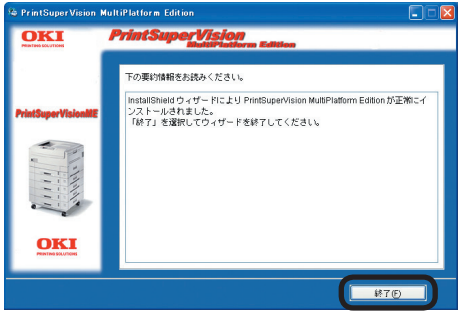 PrintSuperVision MultiPlatform Edition
OKI
PRINTING SOLUTIONS
PrintSuperVision
MultiPlatform Edition
下の要約情報をお読みください。
InstallShield ウィザードにより PrintSuperVision MultiPlatform Edition が正常にイ
ンストールされました。
「終了」を選択してウィザードを終了してください。
PrintSuperVisionME
OKI
PRINTING SOLUTIONS
終了(F)